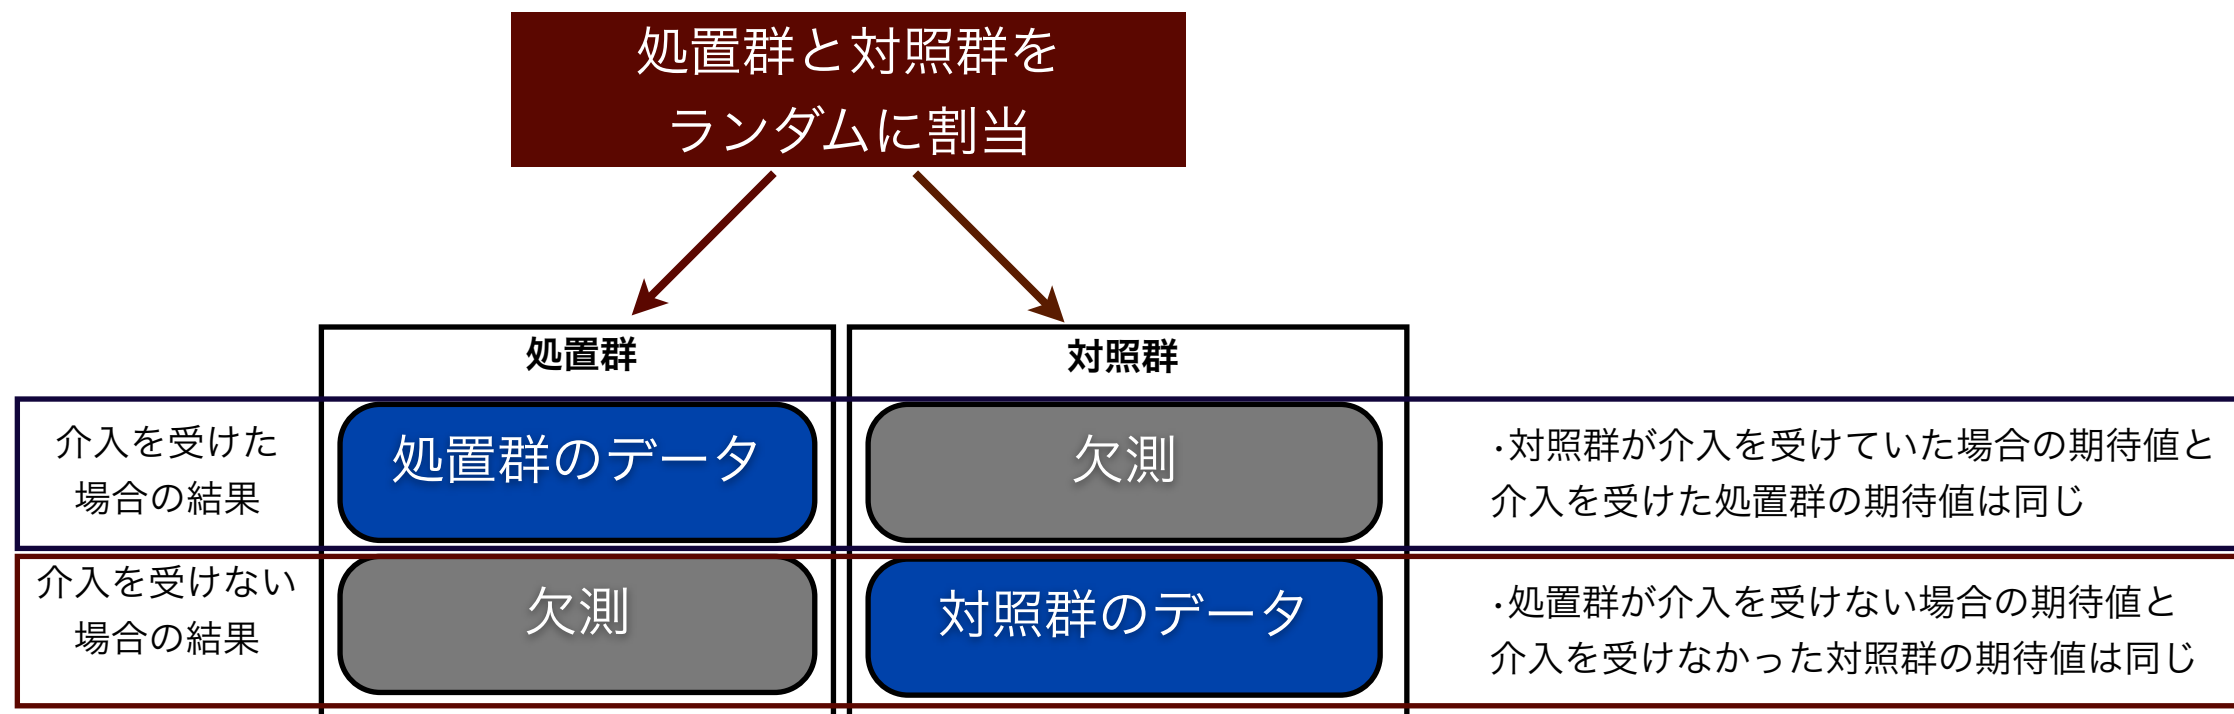 処置群と対照群を
ランダムに割当
処置群
対照群
介入を受けた
場合の結果
処置群のデータ
欠測
・対照群が介入を受けていた場合の期待値と
介入を受けた処置群の期待値は同じ
介入を受けない
場合の結果
欠測
対照群のデータ
・処置群が介入を受けない場合の期待値と
介入を受けなかった対照群の期待値は同じ